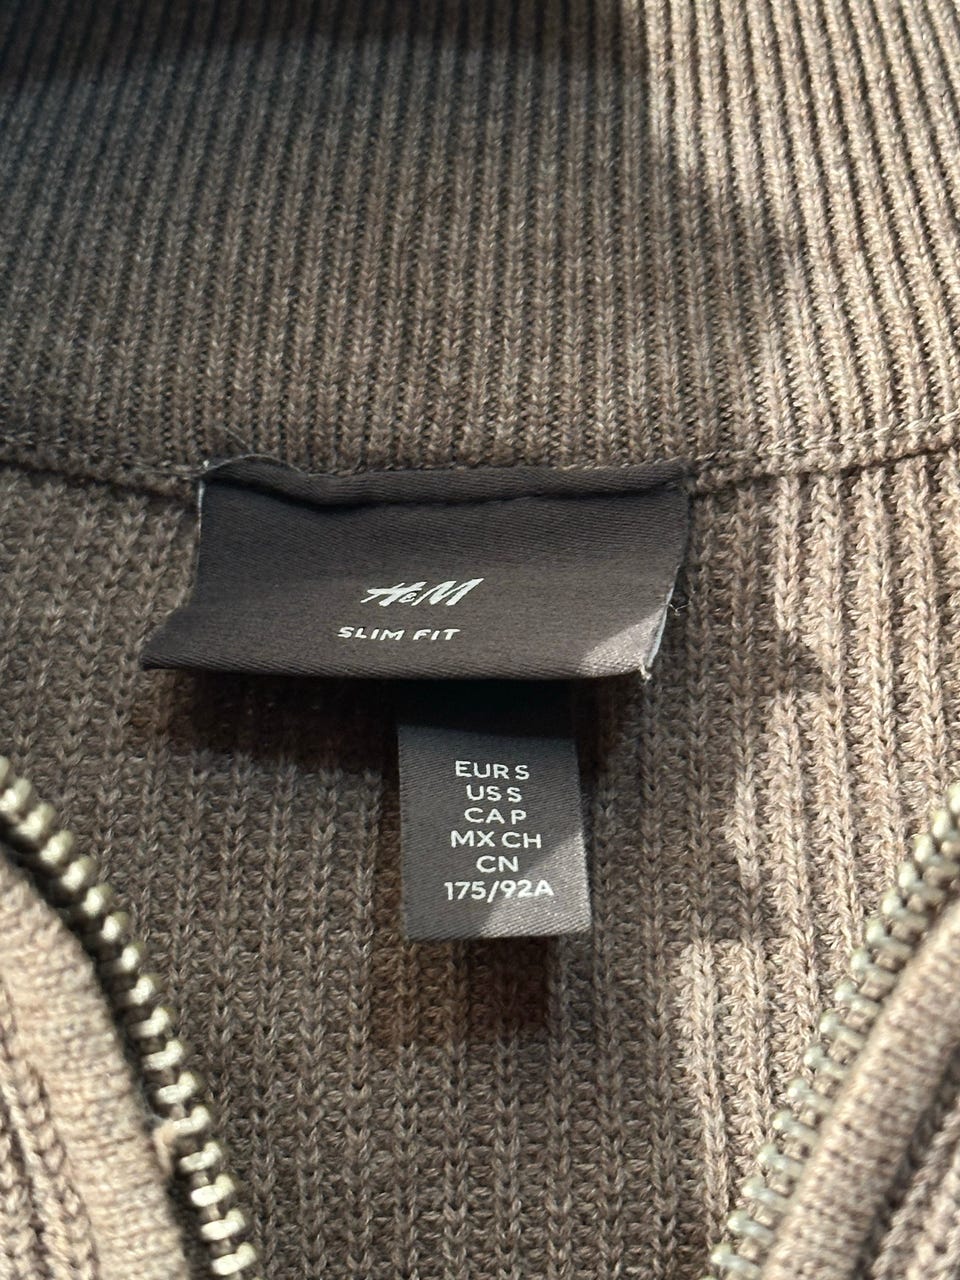 H&M
SLIM FIT
EUR S
US S
CA P
MX CH
CN
175/92A